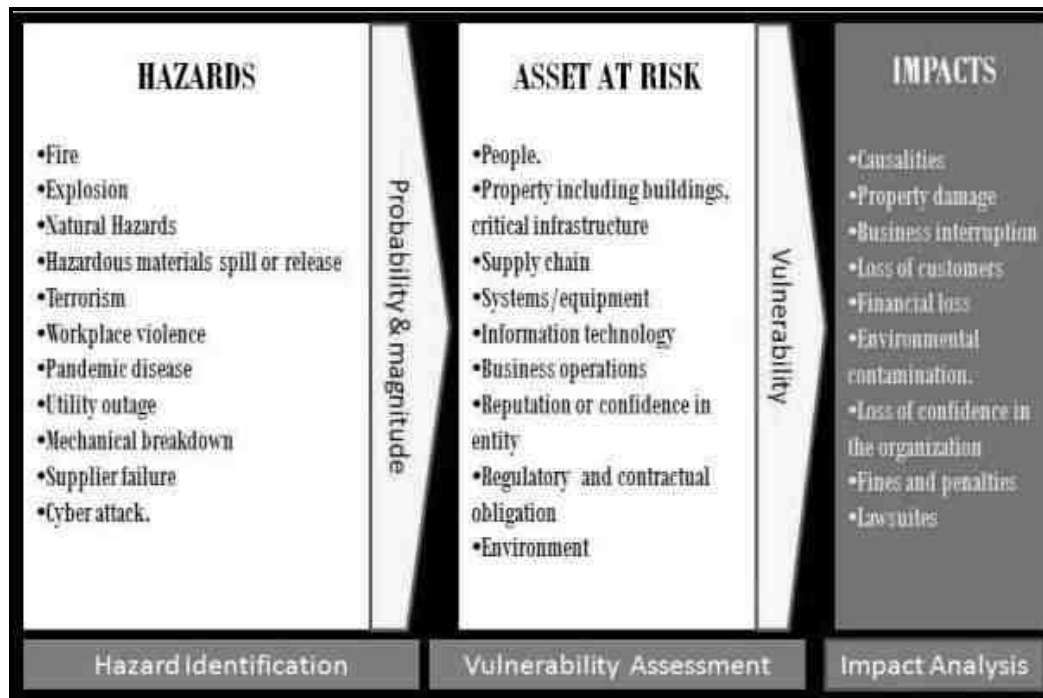 HAZARDS
•Fire
•Explosion
•Natural Hazards
•Hazardous materials spill or release
•Terrorism
•Workplace violence
•Pandemic disease
•Utility outage
•Mechanical breakdown
•Supplier failure
•Cyber attack.
Probability & magnitude
ASSET AT RISK
•People.
•Property including buildings,
critical infrastructure
•Supply chain
•Systems/equipment
•Information technology
•Business operations
•Reputation or confidence in
entity
•Regulatory and contractual
obligation
•Environment
Vulnerability
IMPACTS
•Causalities
•Property damage
•Business interruption
•Loss of customers
•Financial loss
•Environmental
contamination.
•Loss of confidence in
the organization
•Fines and penalties
•Lawsuites
Hazard Identification
Vulnerability Assessment
Impact Analysis